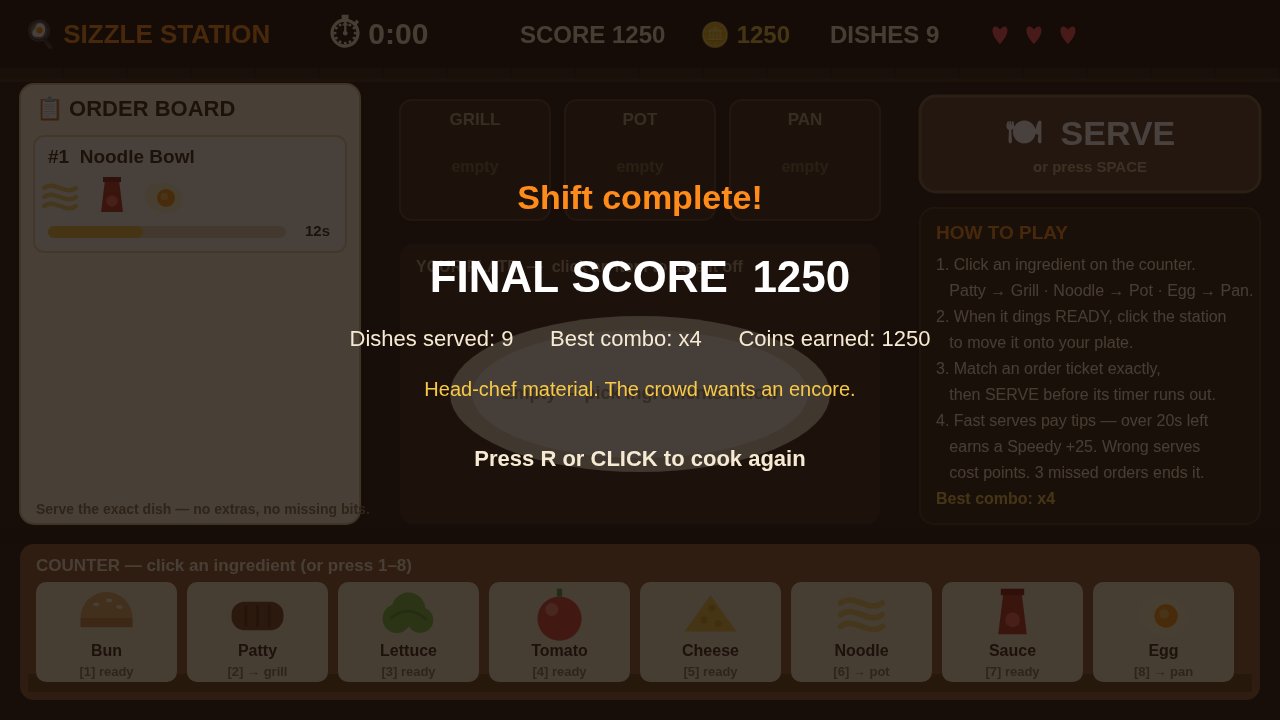 SIZZLE STATION
0:00
SCORE 1250
1250
DISHES 9
ORDER BOARD
#1 Noodle Bowl
12s
Serve the exact dish — no extras, no missing bits.
GRILL
empty
POT
empty
PAN
empty
SERVE
or press SPACE
Shift complete!
FINAL SCORE 1250
Dishes served: 9 Best combo: x4 Coins earned: 1250
Head-chef material. The crowd wants an encore.
Press R or CLICK to cook again
HOW TO PLAY
1. Click an ingredient on the counter.
Patty → Grill · Noodle → Pot · Egg → Pan.
2. When it dings READY, click the station
to move it onto your plate.
3. Match an order ticket exactly,
then SERVE before its timer runs out.
4. Fast serves pay tips — over 20s left
earns a Speedy +25. Wrong serves
cost points. 3 missed orders ends it.
Best combo: x4
COUNTER — click an ingredient (or press 1–8)
Bun
[1] ready
Patty
[2] → grill
Lettuce
[3] ready
Tomato
[4] ready
Cheese
[5] ready
Noodle
[6] → pot
Sauce
[7] ready
Egg
[8] → pan